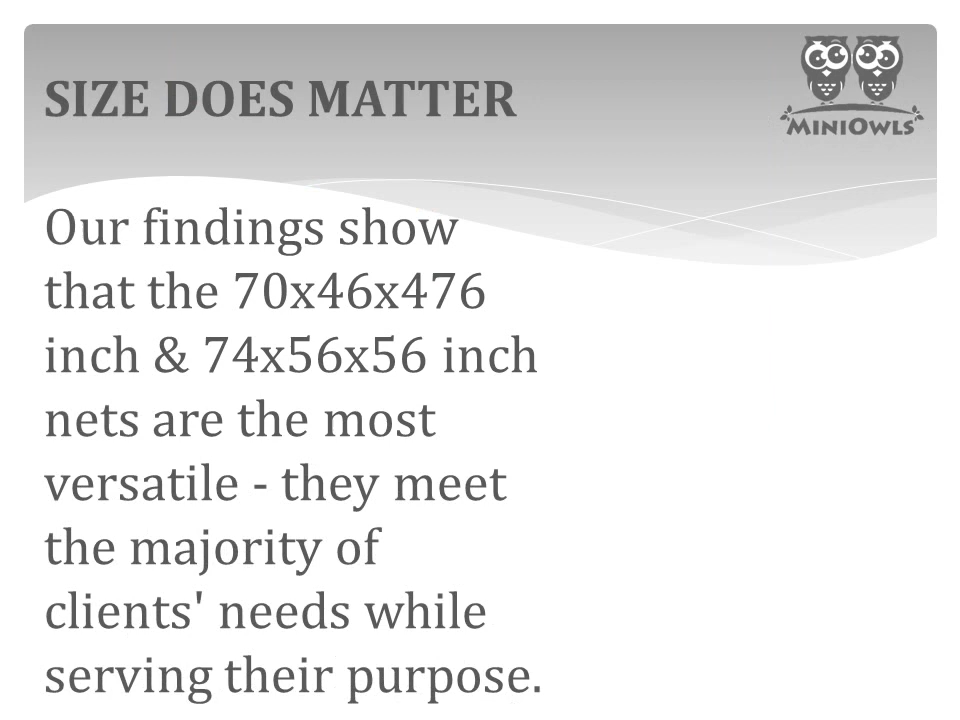 SIZE DOES MATTER
MINIOWLS
Our findings show
that the 70x46x476
inch & 74x56x56 inch
nets are the most
versatile - they meet
the majority of
clients' needs while
serving their purpose.